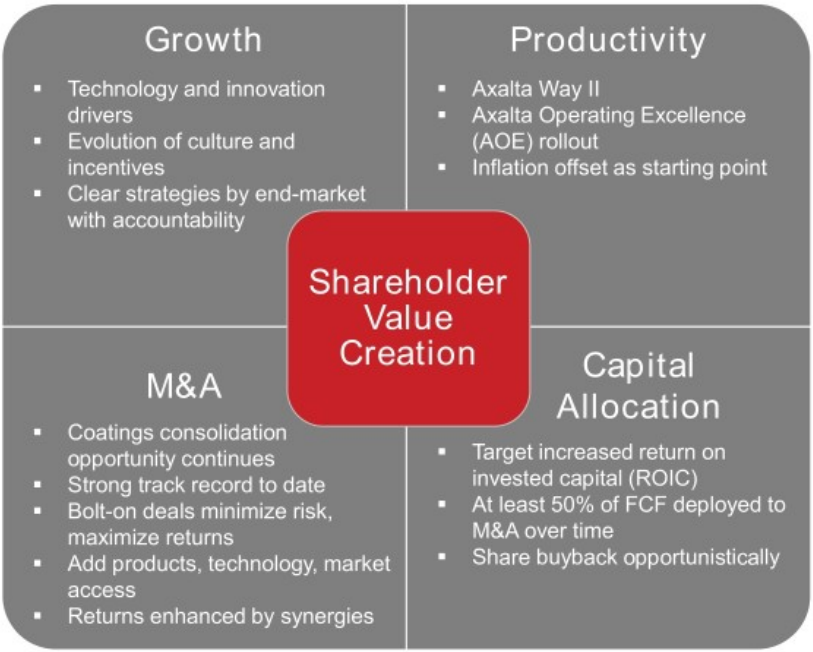 Growth
▪ Technology and innovation
drivers
▪ Evolution of culture and
incentives
▪ Clear strategies by end-market
with accountability
Productivity
▪ Axalta Way II
▪ Axalta Operating Excellence
(AOE) rollout
▪ Inflation offset as starting point
Shareholder
Value
Creation
M&A
▪ Coatings consolidation
opportunity continues
▪ Strong track record to date
▪ Bolt-on deals minimize risk,
maximize returns
▪ Add products, technology, market
access
▪ Returns enhanced by synergies
Capital
Allocation
▪ Target increased return on
invested capital (ROIC)
▪ At least 50% of FCF deployed to
M&A over time
▪ Share buyback opportunistically